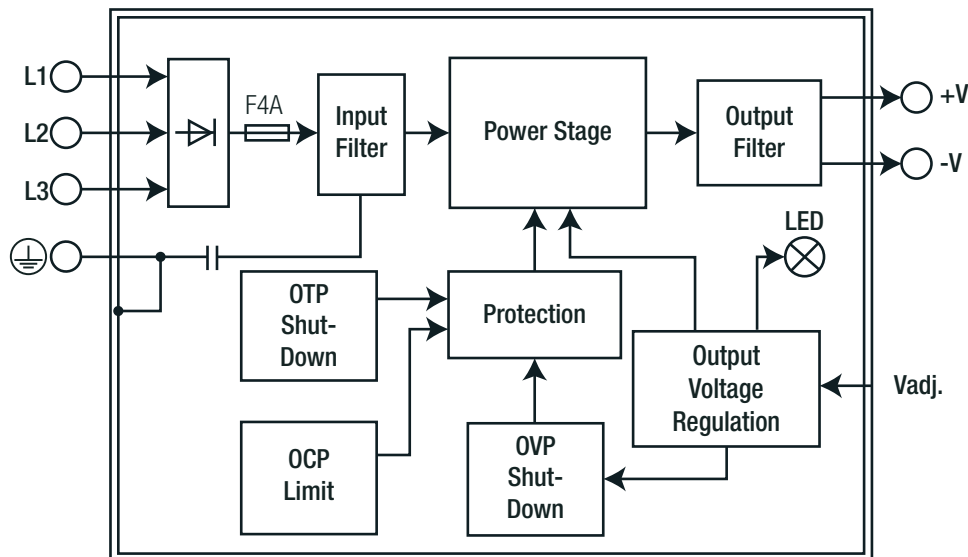 L1
L2
L3
F4A
Input
Filter
Power Stage
Output
Filter
+V
-V
LED
OTP
Shut-
Down
Protection
Output
Voltage
Regulation
Vadj.
OCP
Limit
OVP
Shut-
Down